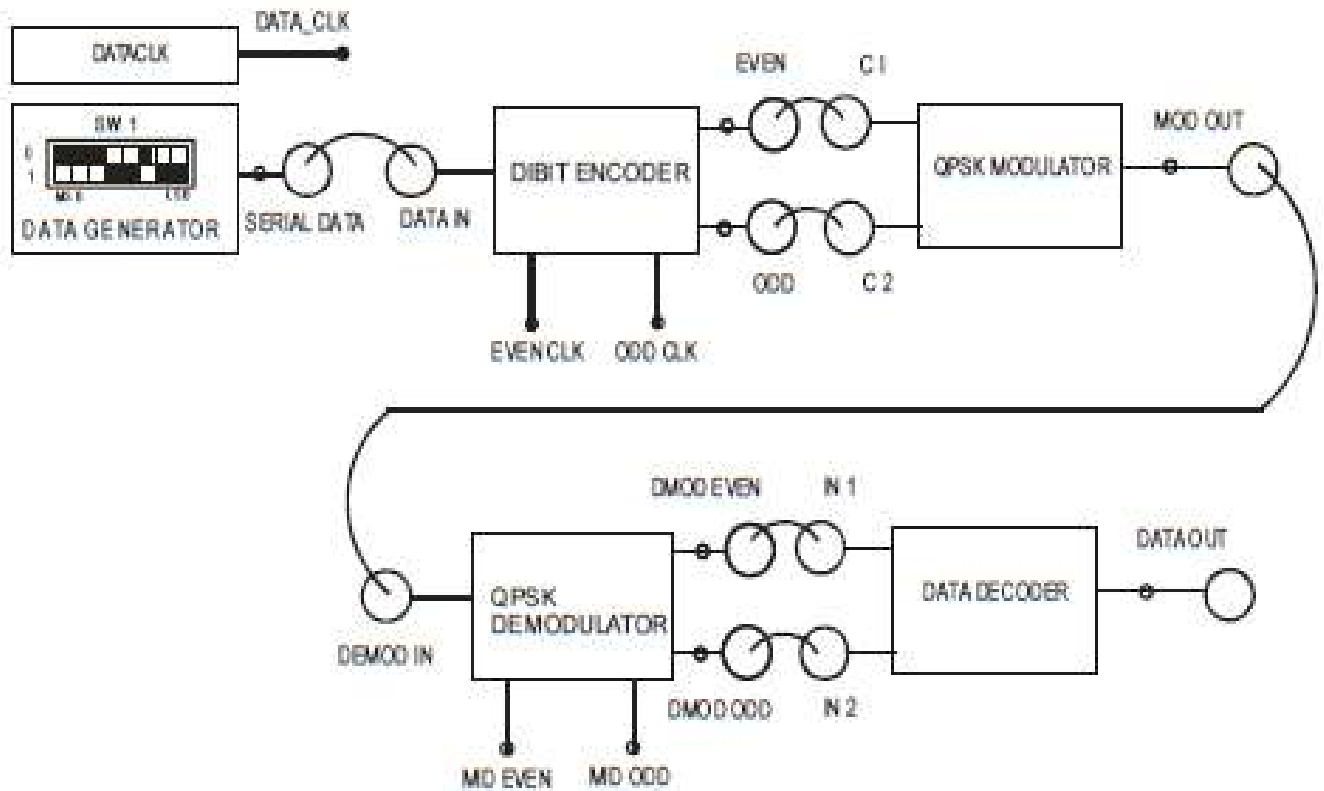 DATA_CLK
DATACLK
EVEN
C 1
MOD OUT
SW 1
0
1
DATA GENERATOR
SERIAL DATA
DATA IN
DIBIT ENCODER
QPSK MODULATOR
ODD
C 2
EVEN CLK
ODD CLK
DMOD EVEN
IN 1
DATA OUT
QPSK
DEMODULATOR
DATA DECODER
DEMOD IN
DMOD ODD
IN 2
MD EVEN
MD ODD